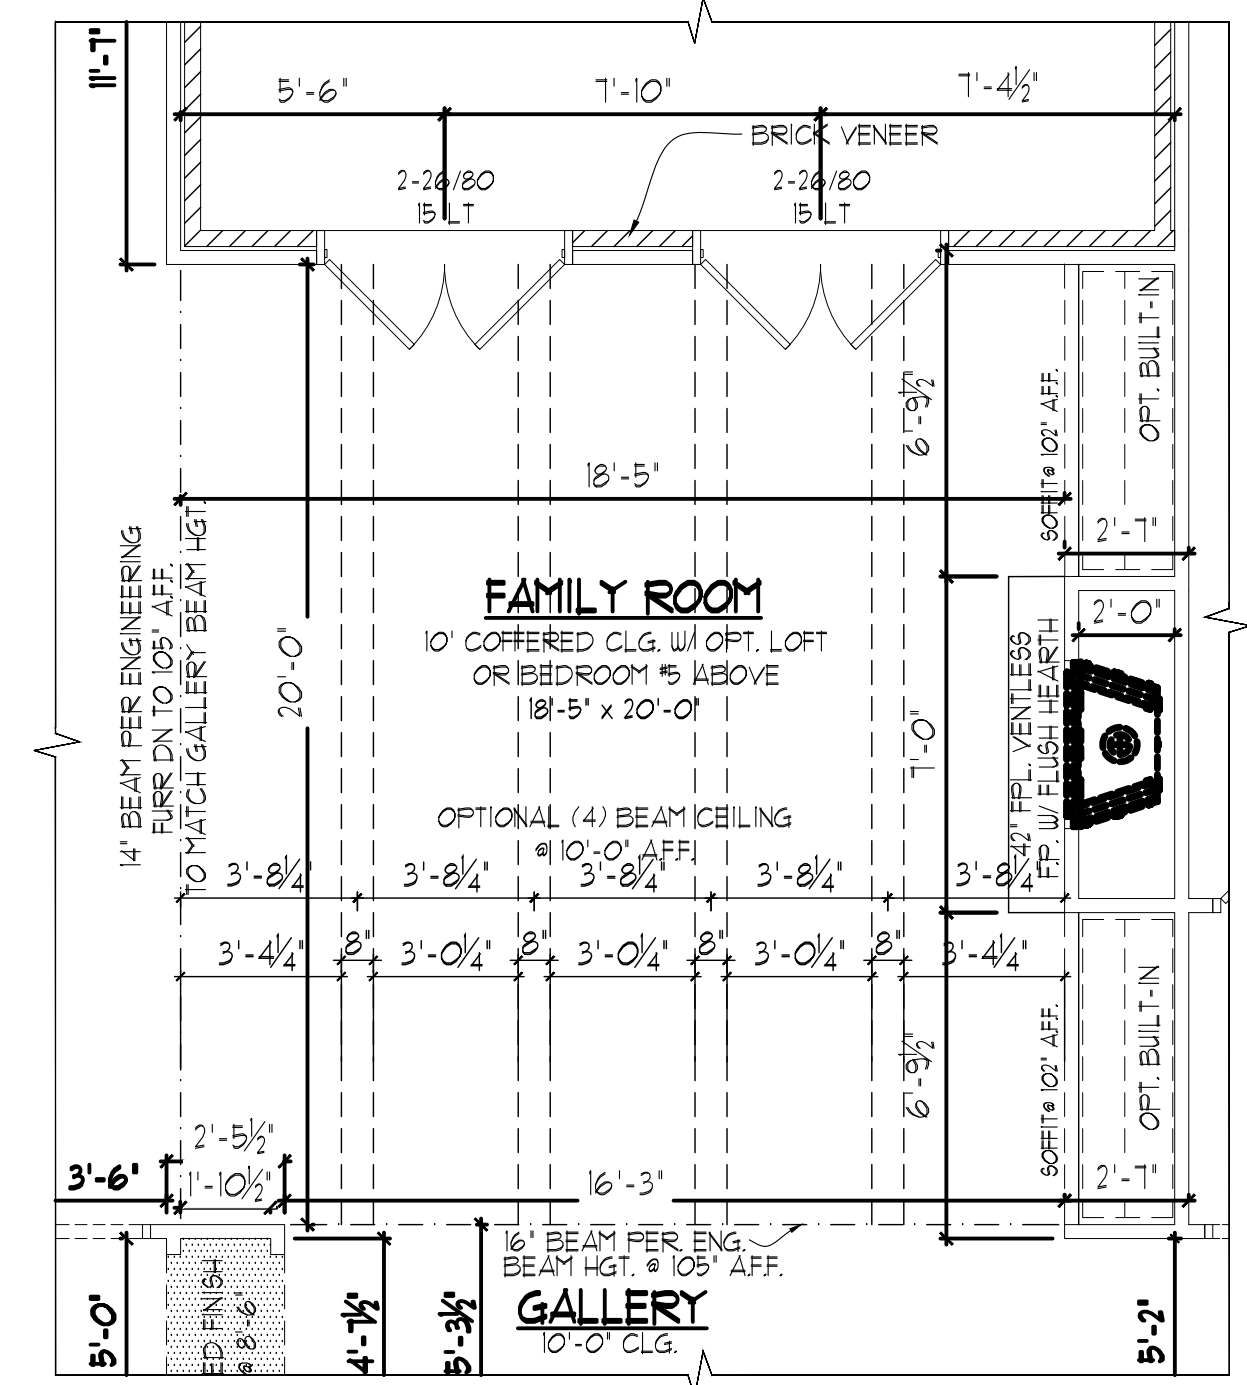 11'-7"
5'-6"
7'-10"
7'-4½"
BRICK VENEER
2-26/80
15 LT
2-26/80
15 LT
OPT. BUILT-IN
SOFFIT @ 102" A.F.F.
6'-9½"
18'-5"
2'-7"
14" BEAM PER ENGINEERING
FURR DN TO 105" A.F.F.
TO MATCH GALLERY BEAM HGT.
20'-0"
FAMILY ROOM
10' COFFERED CLG. W/ OPT. LOFT
OR BEDROOM #5 ABOVE
18'-5" x 20'-0"
2'-0"
42" FPL. VENTLESS
F.P. W/ FLUSH HEARTH
7'-0"
OPTIONAL (4) BEAM CEILING
@ 10'-0" A.F.F.
3'-8¼"
3'-8¼"
3'-8¼"
3'-8¼"
3'-8¼"
3'-4¼"
8"
3'-0¼"
8"
3'-0¼"
8"
3'-0¼"
8"
3'-4¼"
6'-9½"
SOFFIT @ 102" A.F.F.
OPT. BUILT-IN
2'-5½"
3'-6"
1'-10½"
16'-3"
2'-7"
16" BEAM PER. ENG.
BEAM HGT. @ 105" A.F.F.
GALLERY
10'-0" CLG.
5'-0"
ED FINISH
@ 8'-6"
4'-7½"
5'-3½"
5'-2"